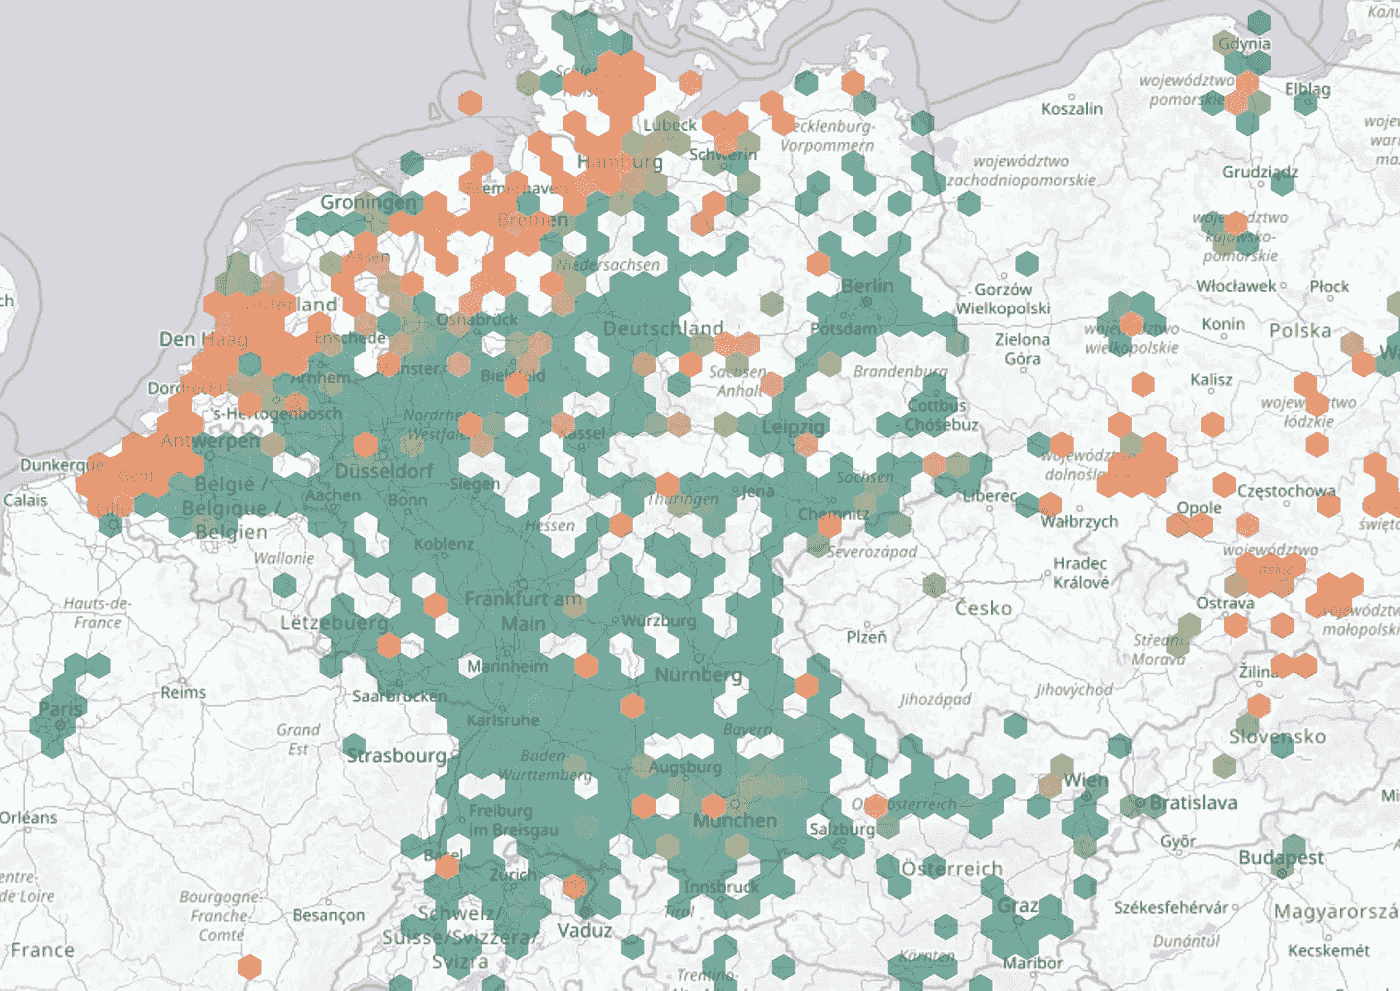 Gdynia
Elbląg
województwo
pomorskie
Koszalin
Lübeck
Hamburg
Schwerin
Mecklenburg-
Vorpommern
województwo
zachodniopomorskie
Grudziądz
Groningen
Bremerhaven
Bremen
województwo
kujawsko-
pomorskie
Assen
Niedersachsen
Berlin
Gorzów
Wielkopolski
Włocławek
Płock
Nederland
Osnabrück
Deutschland
Potsdam
Konin
Polska
województwo
wielkopolskie
Den Haag
Enschede
Zielona
Góra
Arnhem
Münster
Bielefeld
Sachsen-
Anhalt
Brandenburg
Kalisz
Dordrecht
's-Hertogenbosch
Nordrhein-
Westfalen
Kassel
Leipzig
Cottbus
- Chóśebuz
województwo
łódzkie
Antwerpen
Dunkerque
Gent
Düsseldorf
Siegen
Sachsen
województwo
dolnośląskie
Calais
België /
Belgique /
Belgien
Aachen
Bonn
Thüringen
Jena
Liberec
Częstochowa
Lille
Hessen
Chemnitz
Wałbrzych
Opole
Wallonie
Koblenz
Severozápad
Hradec
Králové
województwo
śląskie
Hauts-de-
France
Frankfurt am
Main
Česko
Ostrava
województwo
małopolskie
Lëtzebuerg
Würzburg
Plzeň
Střední
Morava
Reims
Mannheim
Nürnberg
Žilina
Saarbrücken
Jihozápad
Jihovýchod
Paris
Karlsruhe
Grand
Est
Bayern
Slovensko
Strasbourg
Baden-
Württemberg
Augsburg
Wien
Bratislava
Orléans
Freiburg
im Breisgau
München
Salzburg
Oberösterreich
Győr
Basel
Zürich
Innsbruck
Österreich
Budapest
Bourgogne-
Franche-
Comté
Besançon
Schweiz/
Suisse/Svizzera/
Svizra
Vaduz
Tirol
Graz
Székesfehérvár
Magyarorszá
France
Kärnten
Maribor
Dunántúl
Kecskemét
Trentino-